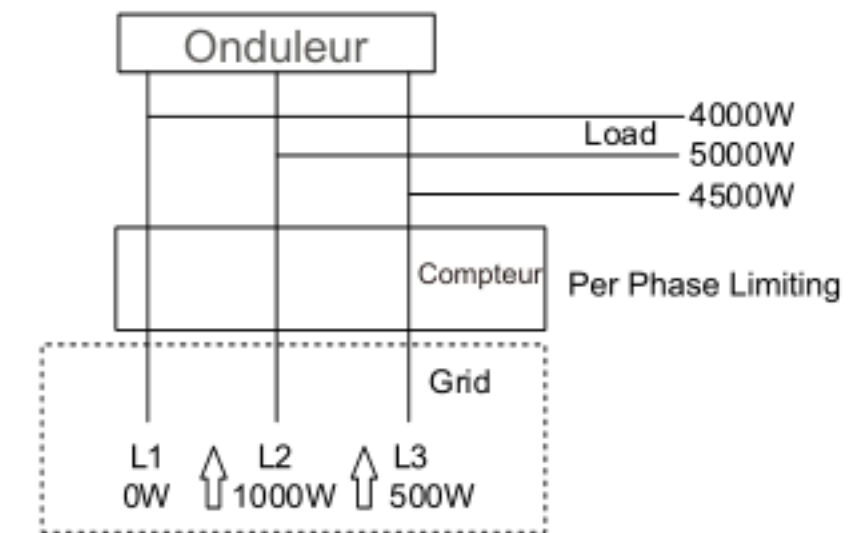 Onduleur
4000W
Load
5000W
4500W
Compteur
Per Phase Limiting
Grid
L1 L2 L3
0W 1000W 500W